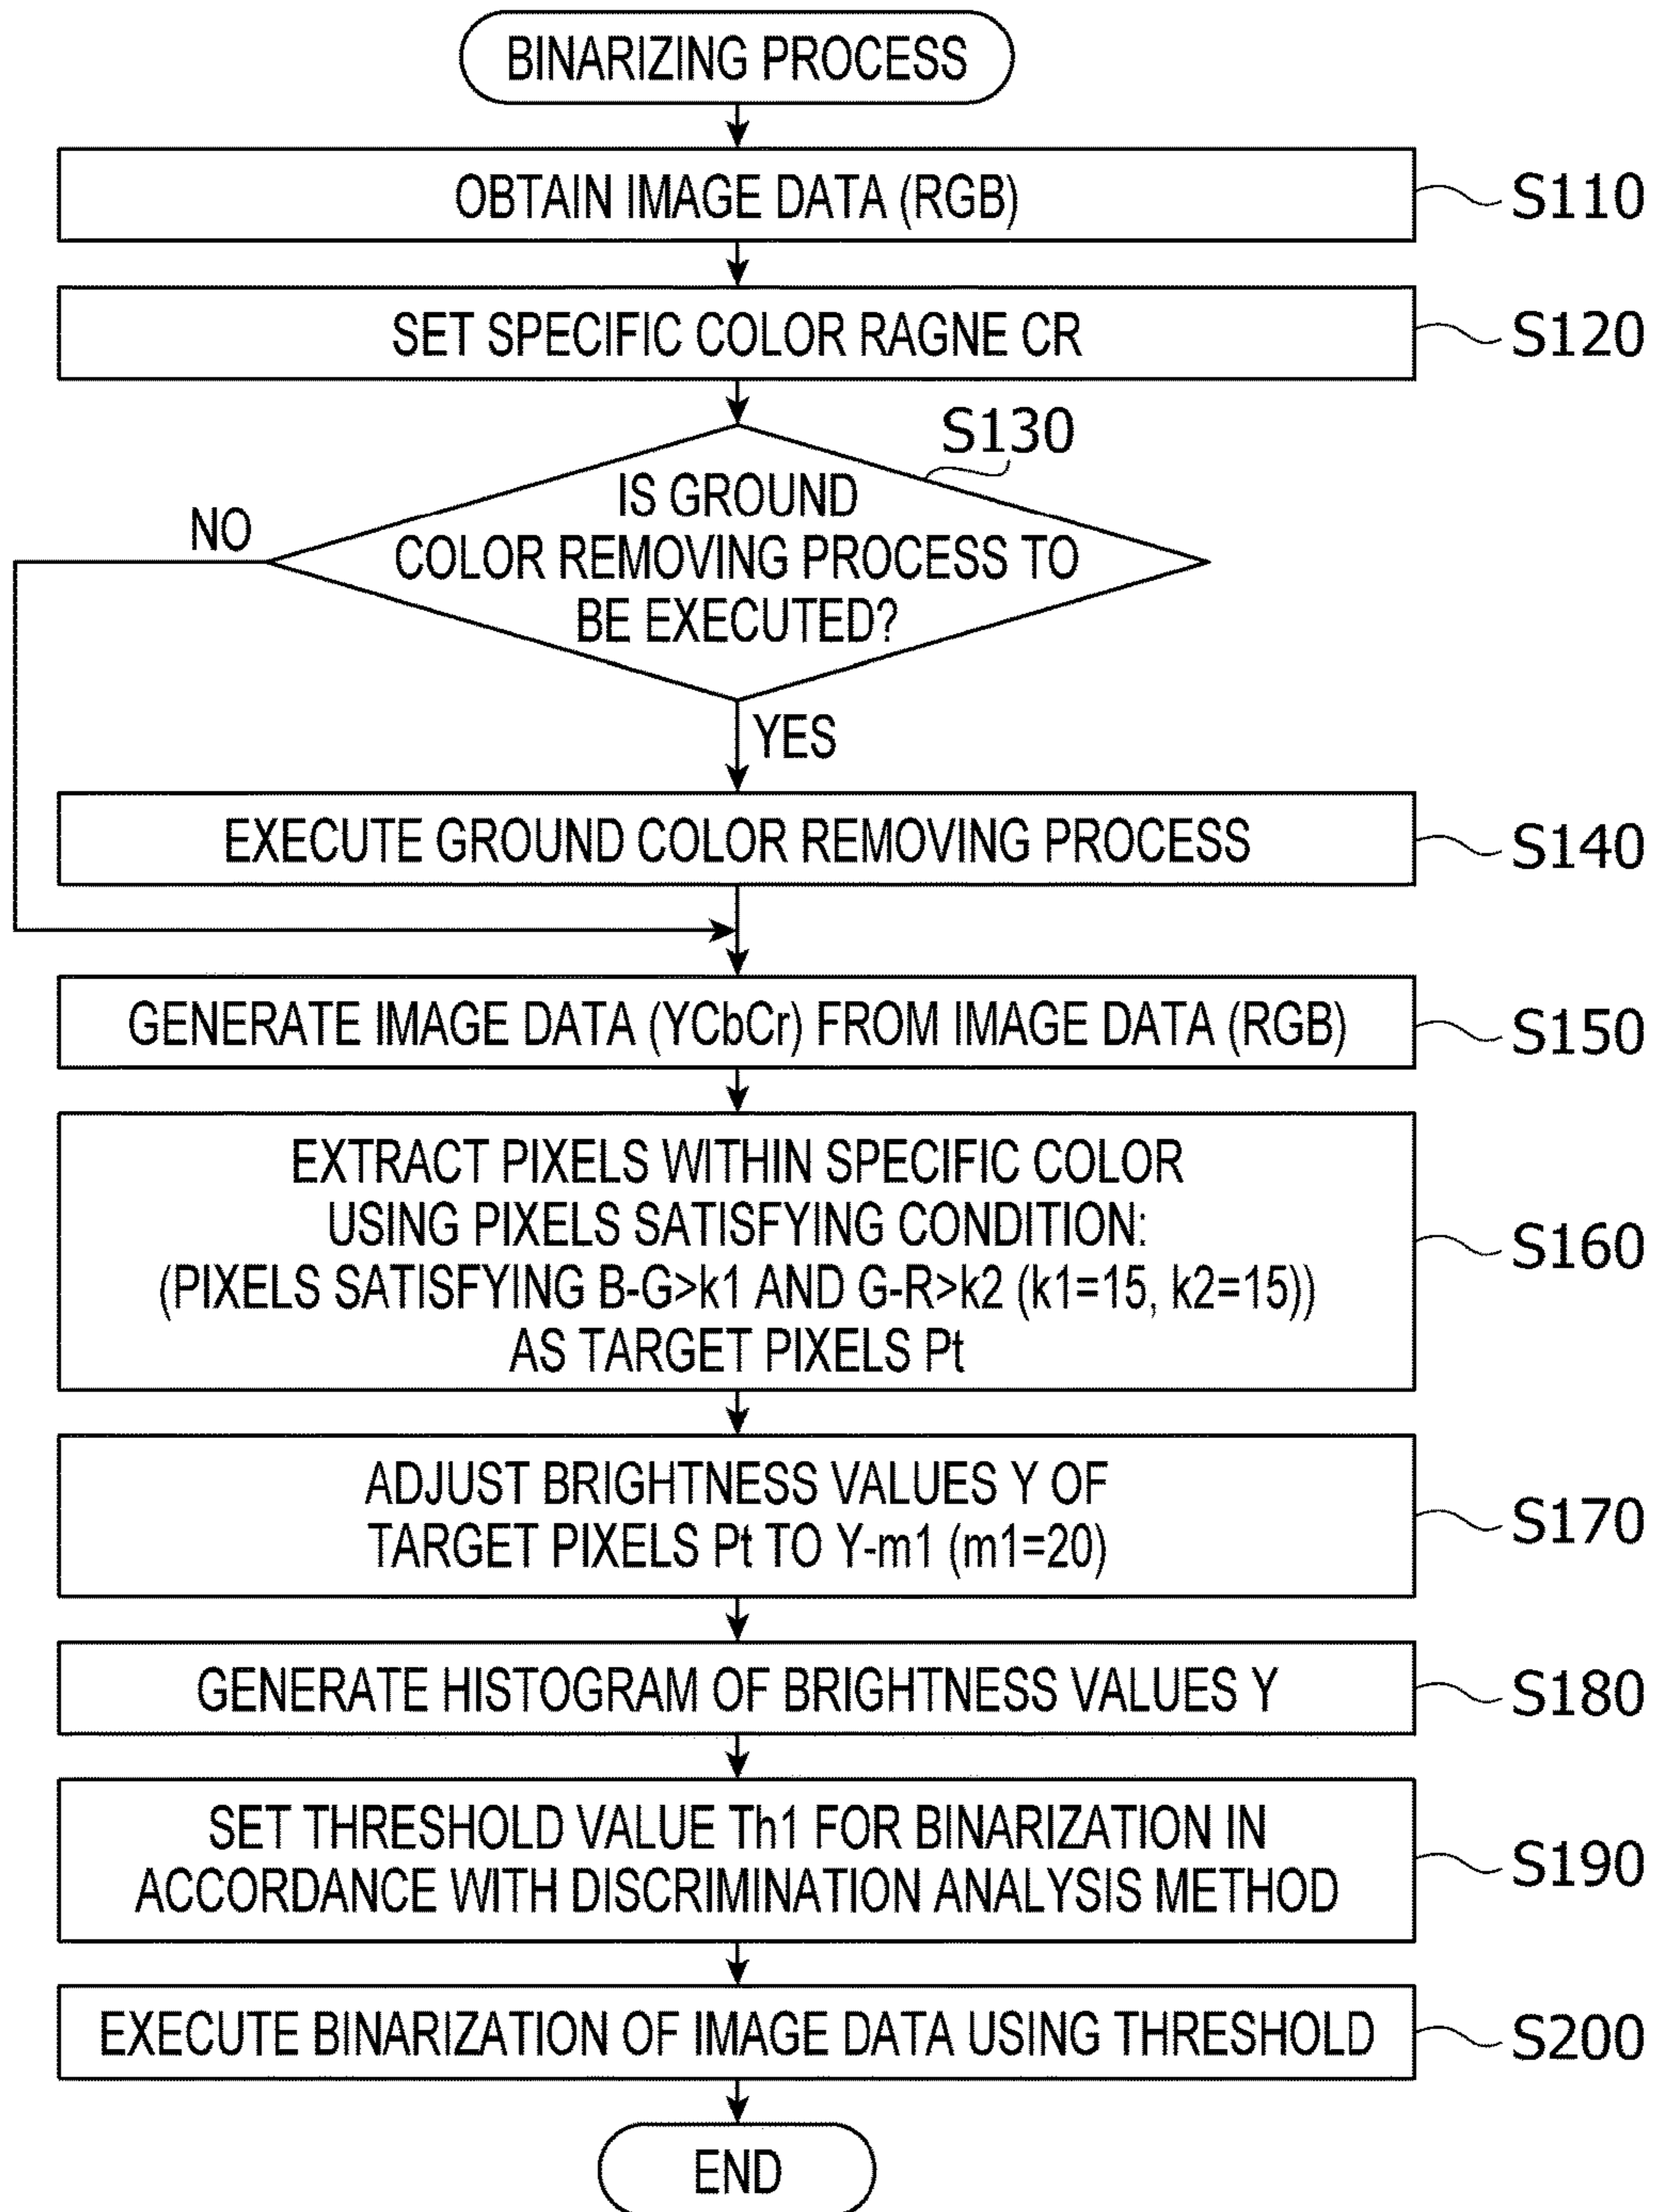 BINARIZING PROCESS
OBTAIN IMAGE DATA (RGB)
S110
SET SPECIFIC COLOR RAGNE CR
S120
S130
IS GROUND
COLOR REMOVING PROCESS TO
BE EXECUTED?
NO
YES
EXECUTE GROUND COLOR REMOVING PROCESS
S140
GENERATE IMAGE DATA (YCbCr) FROM IMAGE DATA (RGB)
S150
EXTRACT PIXELS WITHIN SPECIFIC COLOR
USING PIXELS SATISFYING CONDITION:
(PIXELS SATISFYING B-G>k1 AND G-R>k2 (k1=15, k2=15))
AS TARGET PIXELS Pt
S160
ADJUST BRIGHTNESS VALUES Y OF
TARGET PIXELS Pt TO Y-m1 (m1=20)
S170
GENERATE HISTOGRAM OF BRIGHTNESS VALUES Y
S180
SET THRESHOLD VALUE Th1 FOR BINARIZATION IN
ACCORDANCE WITH DISCRIMINATION ANALYSIS METHOD
S190
EXECUTE BINARIZATION OF IMAGE DATA USING THRESHOLD
S200
END